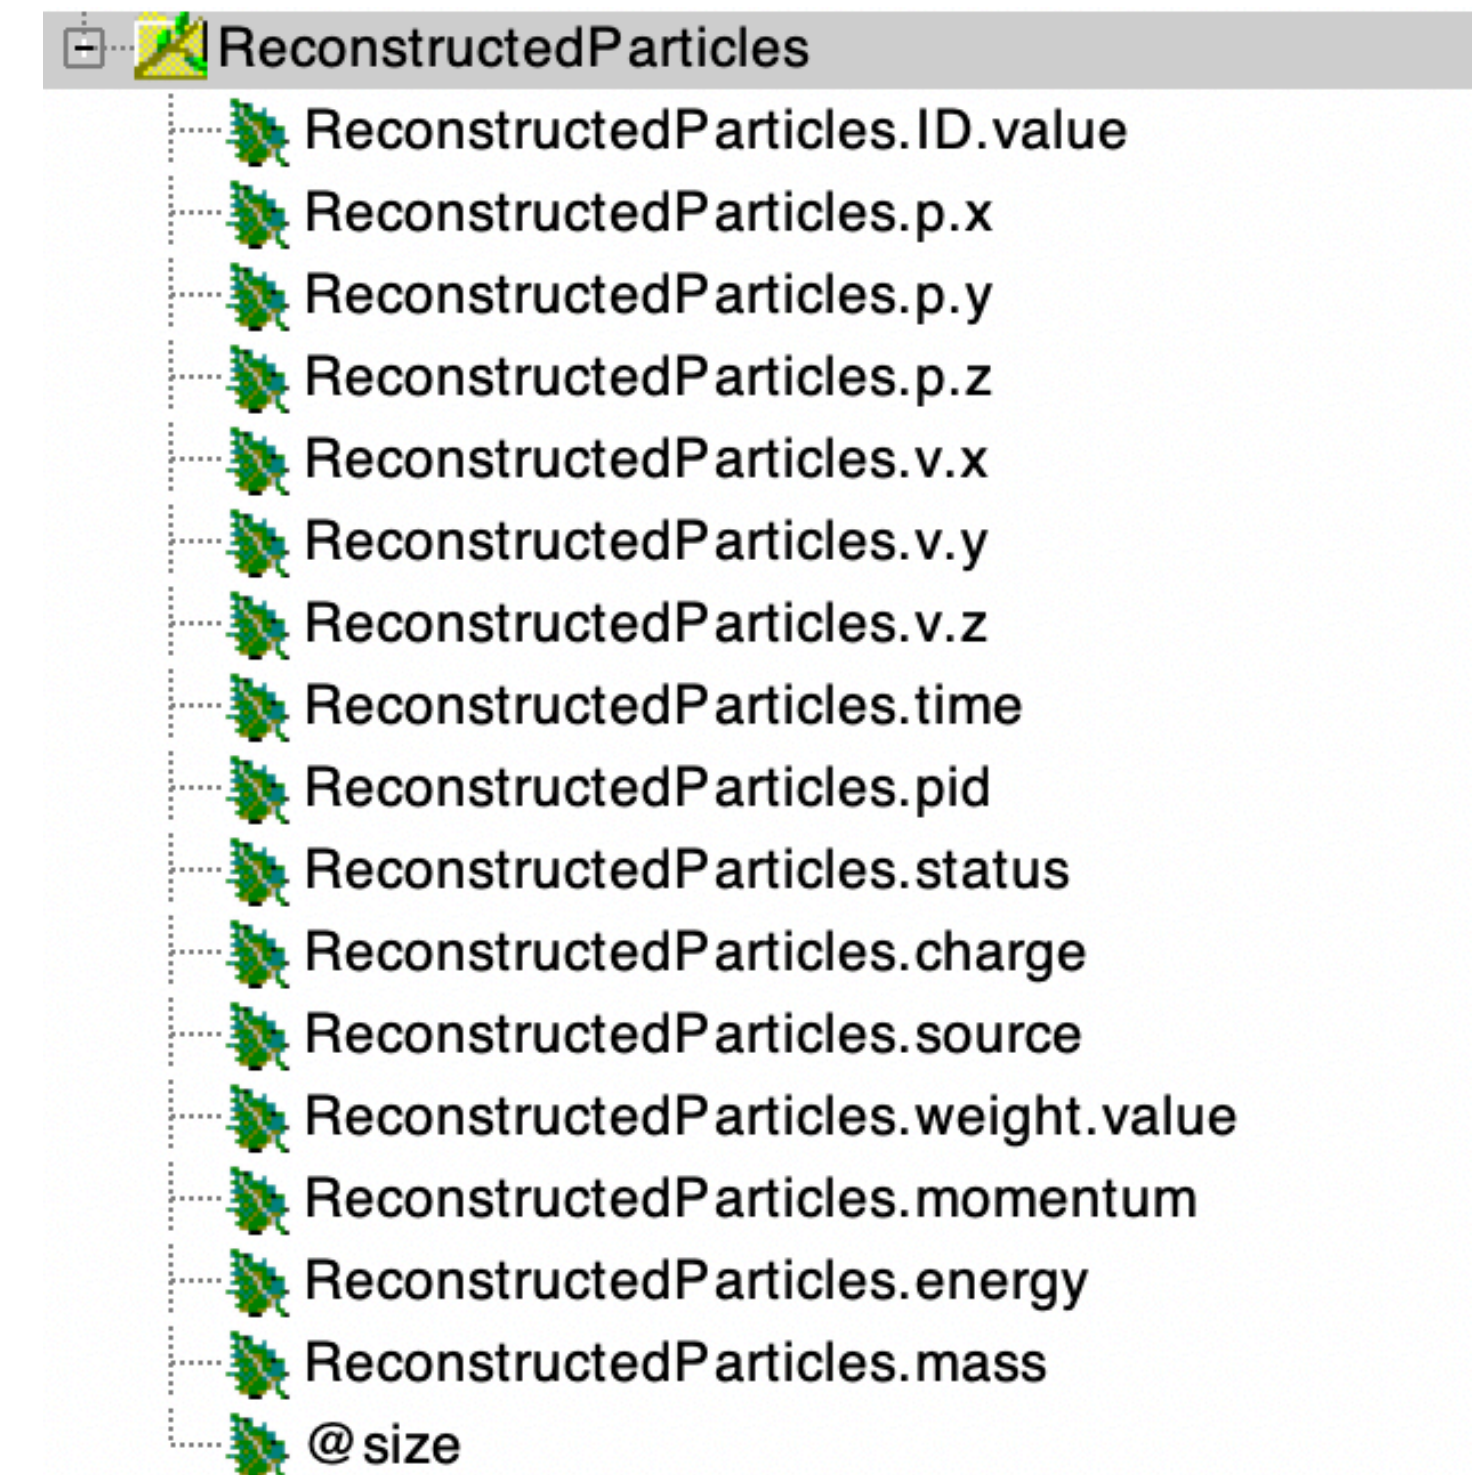 ReconstructedParticles
ReconstructedParticles.ID.value
ReconstructedParticles.p.x
ReconstructedParticles.p.y
ReconstructedParticles.p.z
ReconstructedParticles.v.x
ReconstructedParticles.v.y
ReconstructedParticles.v.z
ReconstructedParticles.time
ReconstructedParticles.pid
ReconstructedParticles.status
ReconstructedParticles.charge
ReconstructedParticles.source
ReconstructedParticles.weight.value
ReconstructedParticles.momentum
ReconstructedParticles.energy
ReconstructedParticles.mass
@size